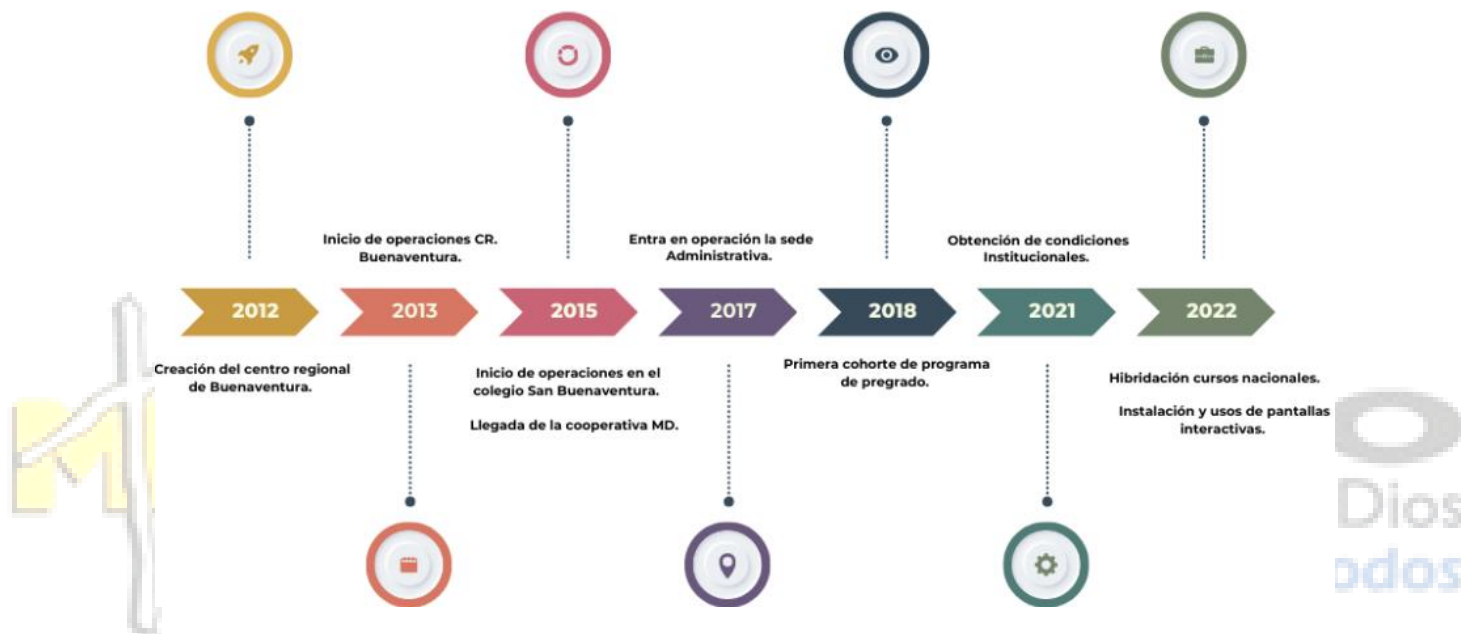 Inicio de operaciones CR.
Buenaventura.
Entra en operación la sede
Administrativa.
Obtención de condiciones
Institucionales.
2012
2013
2015
2017
2018
2021
2022
Creación del centro regional
de Buenaventura.
Inicio de operaciones en el
colegio San Buenaventura.
Llegada de la cooperativa MD.
Primera cohorte de programa
de pregrado.
Hibridación cursos nacionales.
Instalación y usos de pantallas
interactivas.
Dios